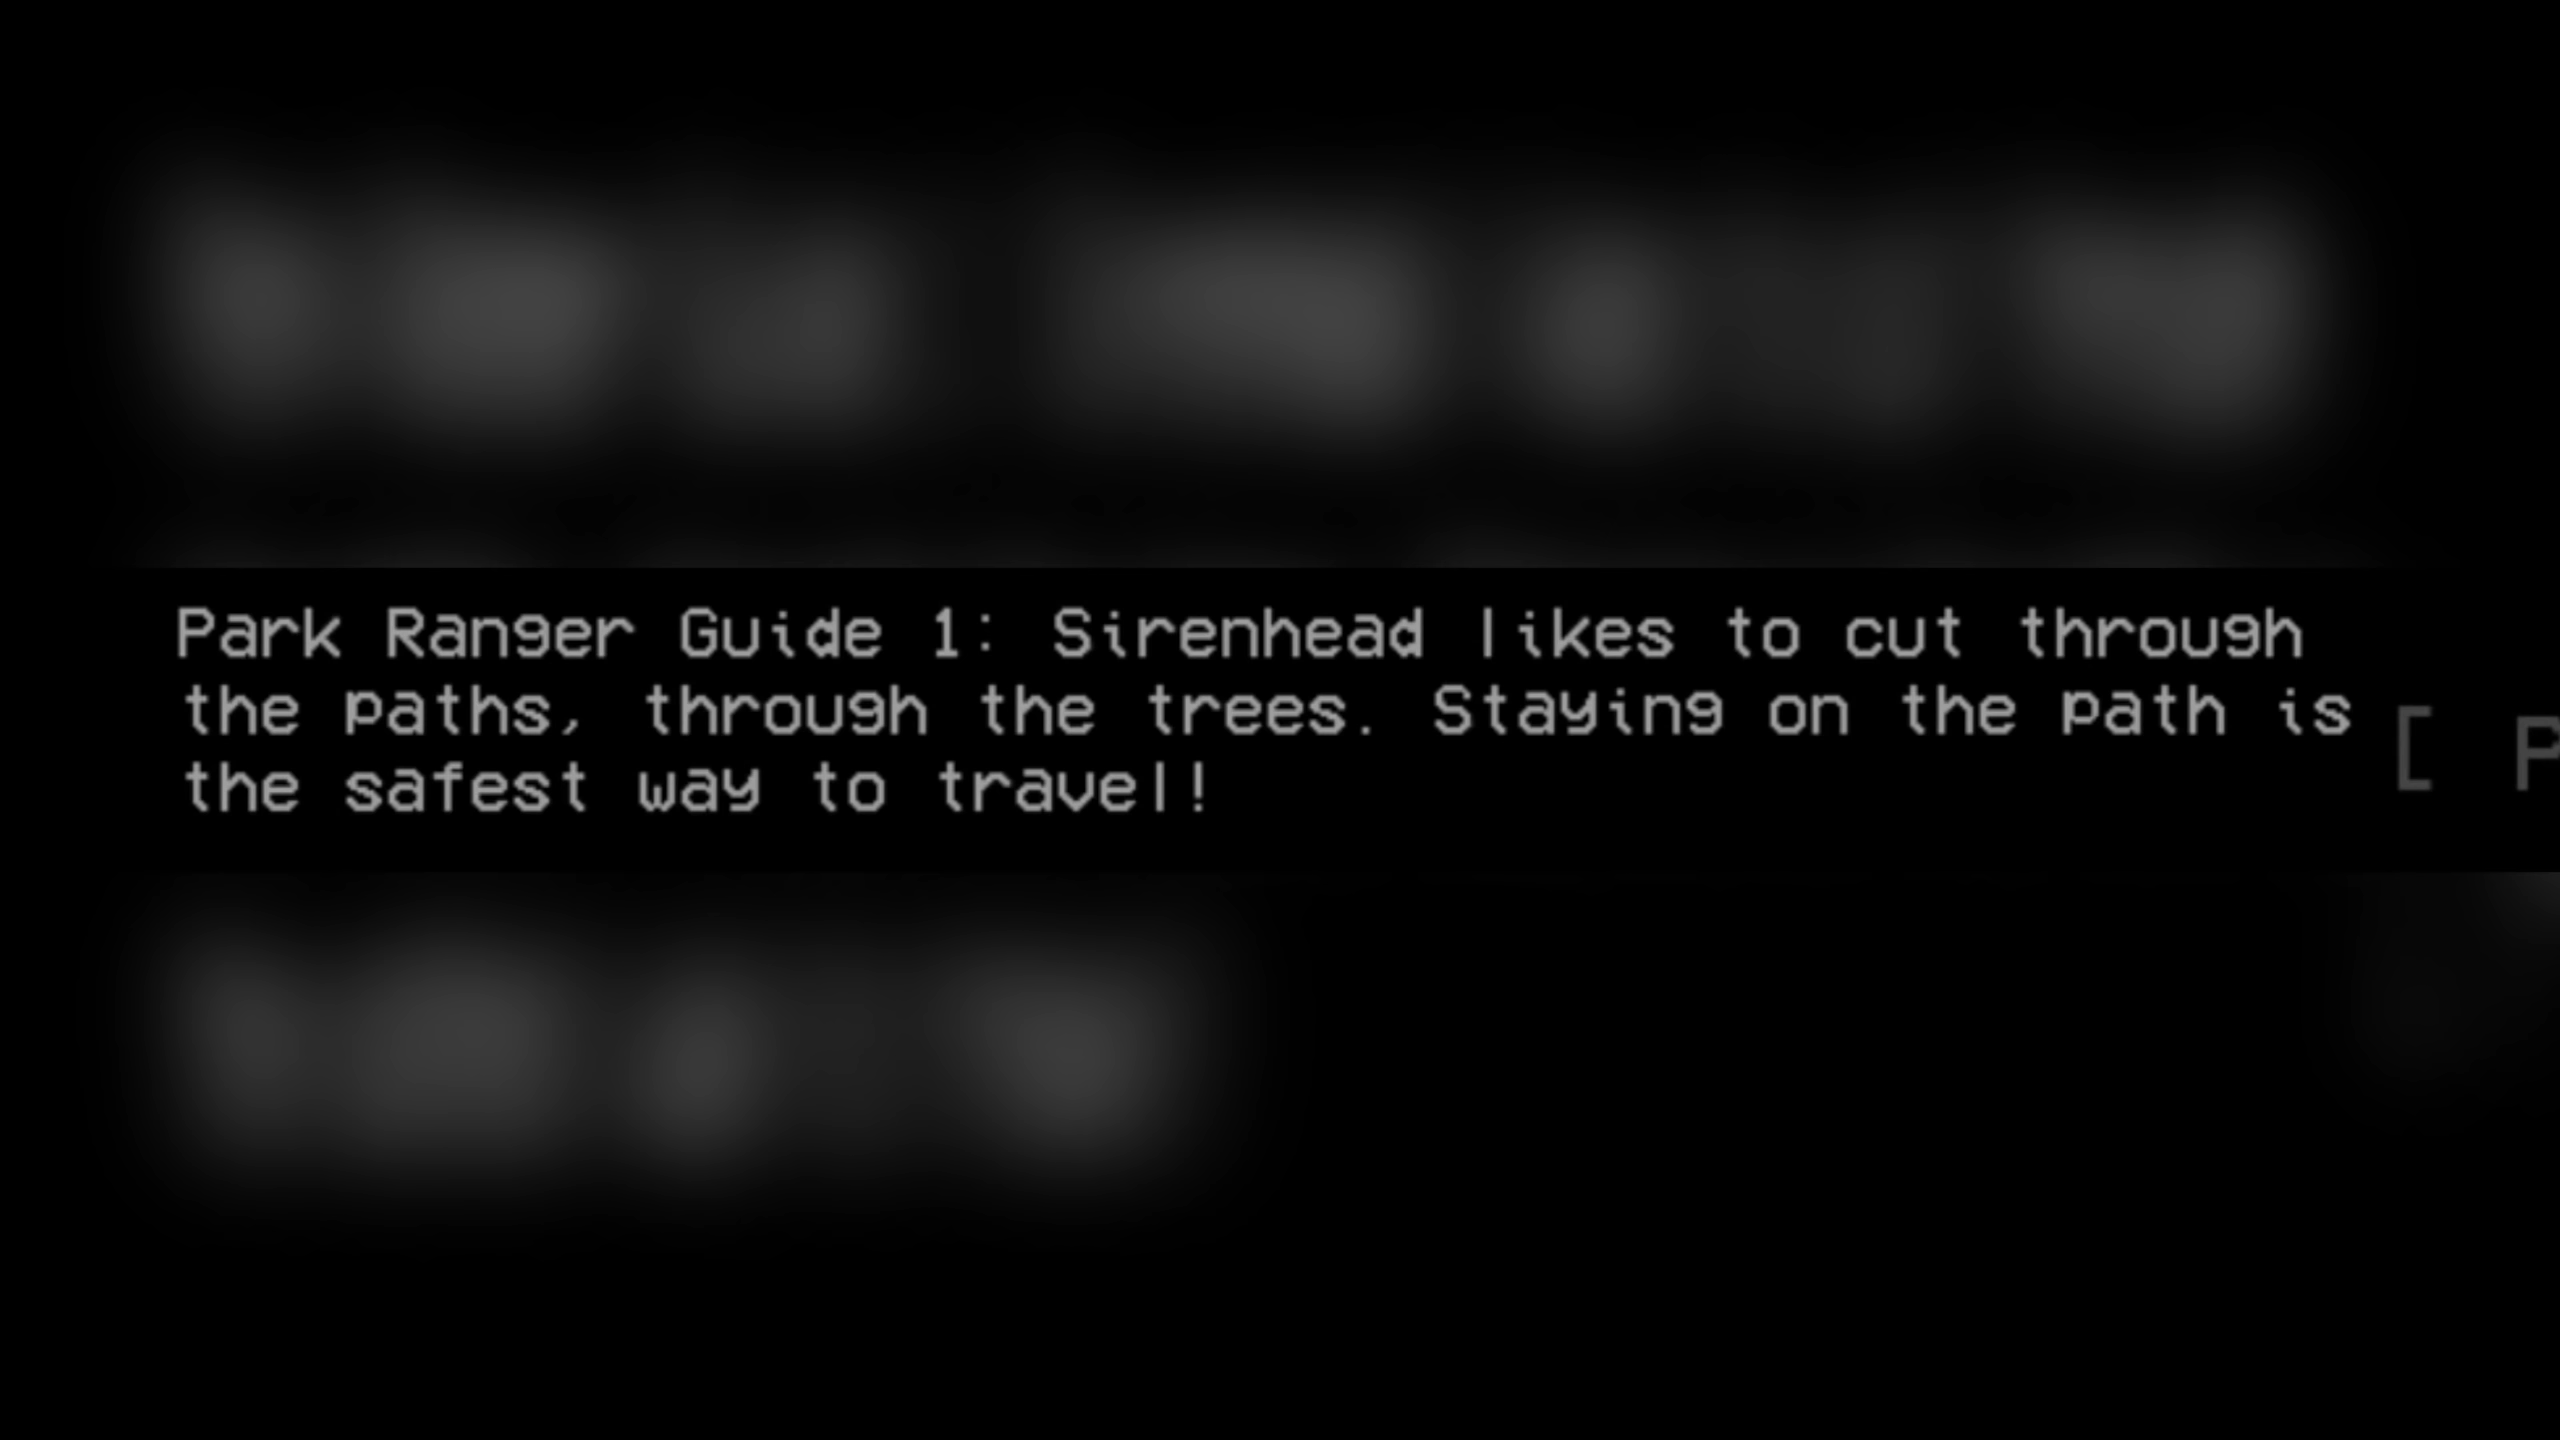 Park Ranger Guide 1: Sirenhead likes to cut through
the paths, through the trees. Staying on the path is
the safest way to travel!
[ P